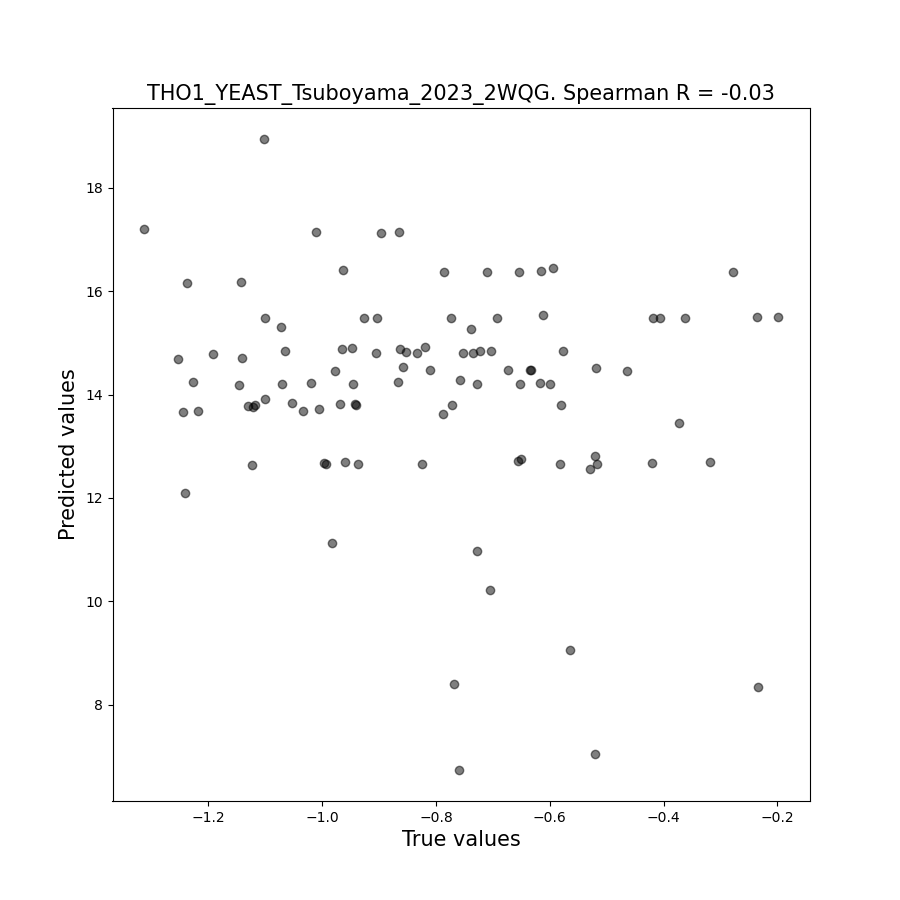 THO1_YEAST_Tsuboyama_2023_2WQG. Spearman R = -0.03
Predicted values
18
16
14
12
10
8
−1.2 −1.0 −0.8 −0.6 −0.4 −0.2
True values